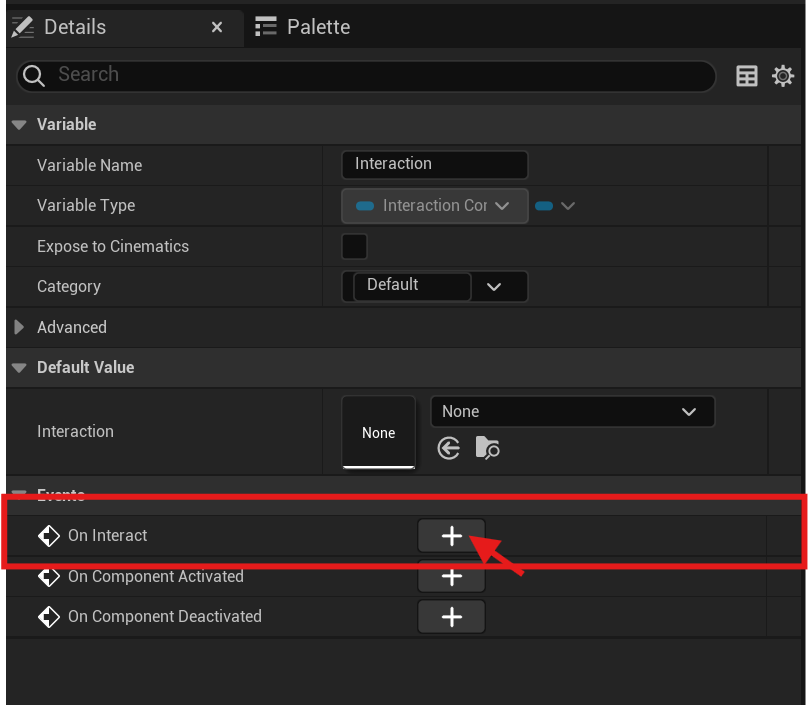 Details
Palette
Search
Variable
Variable Name
Interaction
Variable Type
Interaction Cor
Expose to Cinematics
Category
Default
Advanced
Default Value
Interaction
None
None
Events
On Interact
On Component Activated
On Component Deactivated